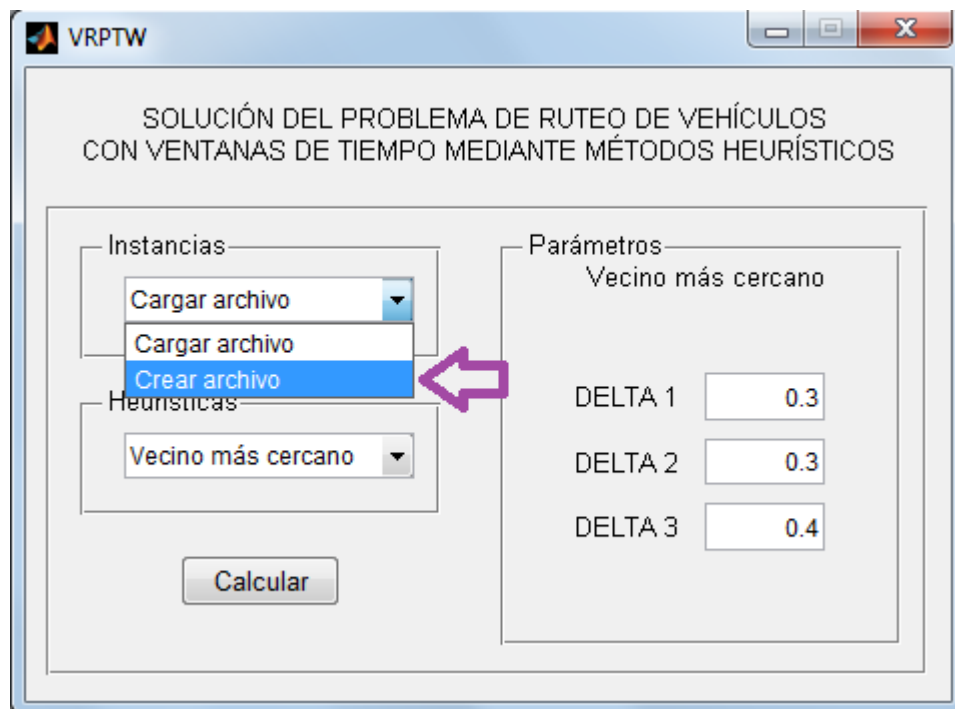 VRPTW
SOLUCIÓN DEL PROBLEMA DE RUTEO DE VEHÍCULOS
CON VENTANAS DE TIEMPO MEDIANTE MÉTODOS HEURÍSTICOS
Instancias
Cargar archivo
Cargar archivo
Crear archivo
Heurísticas
Vecino más cercano
Calcular
Parámetros
Vecino más cercano
DELTA 1 0.3
DELTA 2 0.3
DELTA 3 0.4